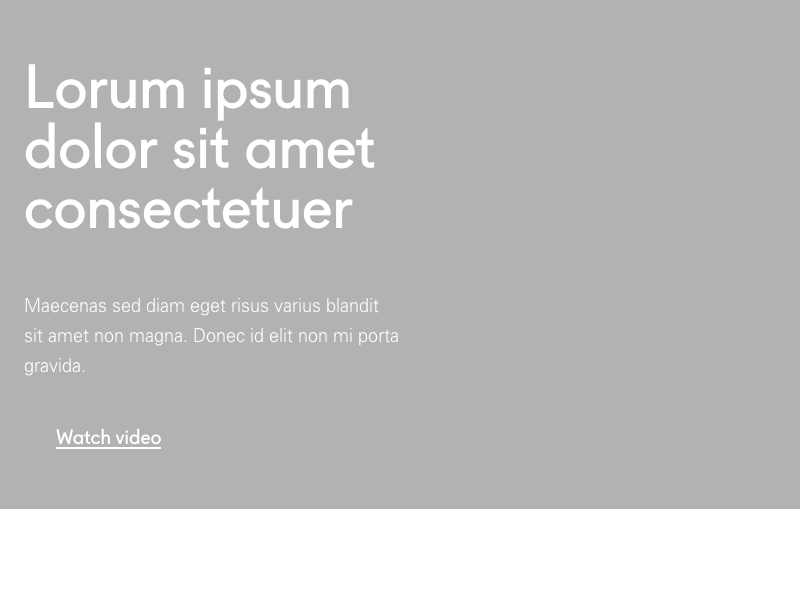 Lorum ipsum
dolor sit amet
consectetuer
Maecenas sed diam eget risus varius blandit
sit amet non magna. Donec id elit non mi porta
gravida.
Watch video